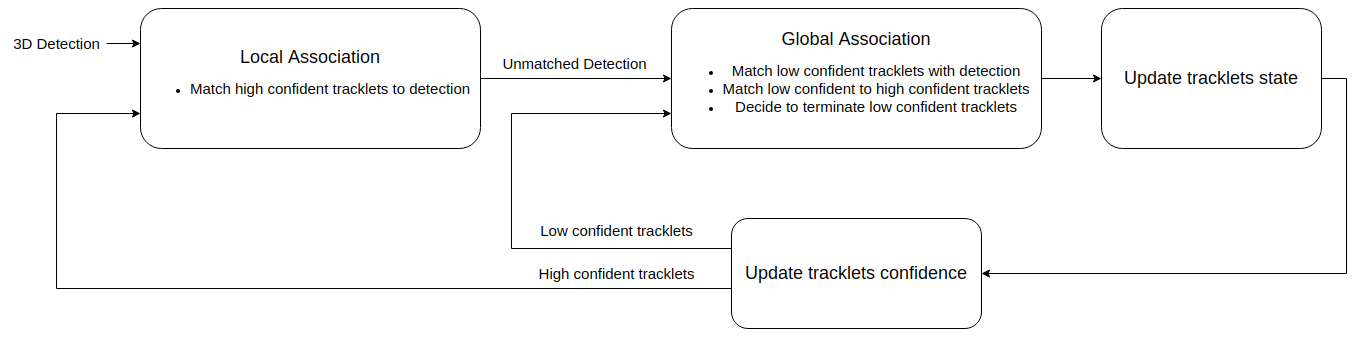 3D Detection
Local Association
• Match high confident tracklets to detection
Unmatched Detection
Global Association
• Match low confident tracklets with detection
• Match low confident to high confident tracklets
• Decide to terminate low confident tracklets
Update tracklets state
Low confident tracklets
High confident tracklets
Update tracklets confidence